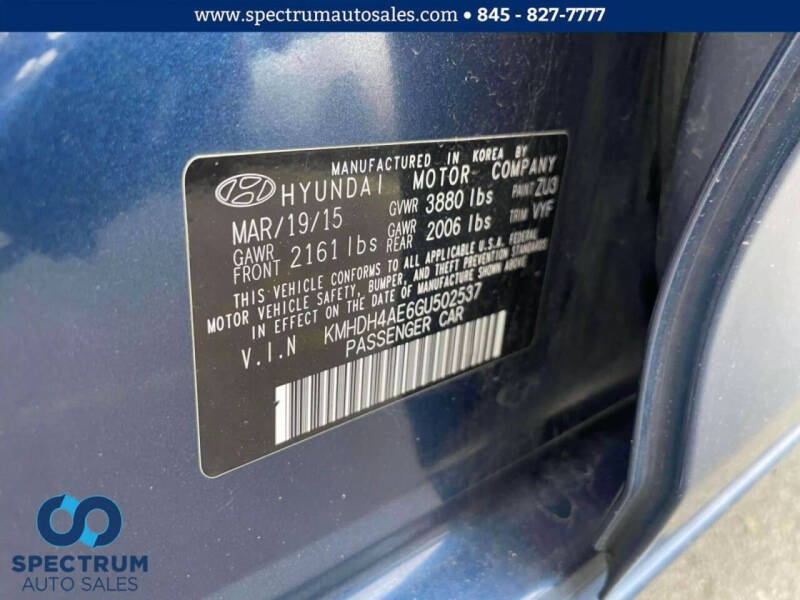 www.spectrumautosales.com ● 845 - 827-7777
MANUFACTURED IN KOREA BY
HYUNDAI MOTOR COMPANY
MAR/19/15 GVWR 3880 lbs PAINT ZU3
GAWR FRONT 2161 lbs GAWR REAR 2006 lbs TRIM VYF
THIS VEHICLE CONFORMS TO ALL APPLICABLE U.S.A. FEDERAL
MOTOR VEHICLE SAFETY, BUMPER, AND THEFT PREVENTION STANDARDS
IN EFFECT ON THE DATE OF MANUFACTURE SHOWN ABOVE
V.I.N KMHDH4AE6GU502537
PASSENGER CAR
SPECTRUM
AUTO SALES